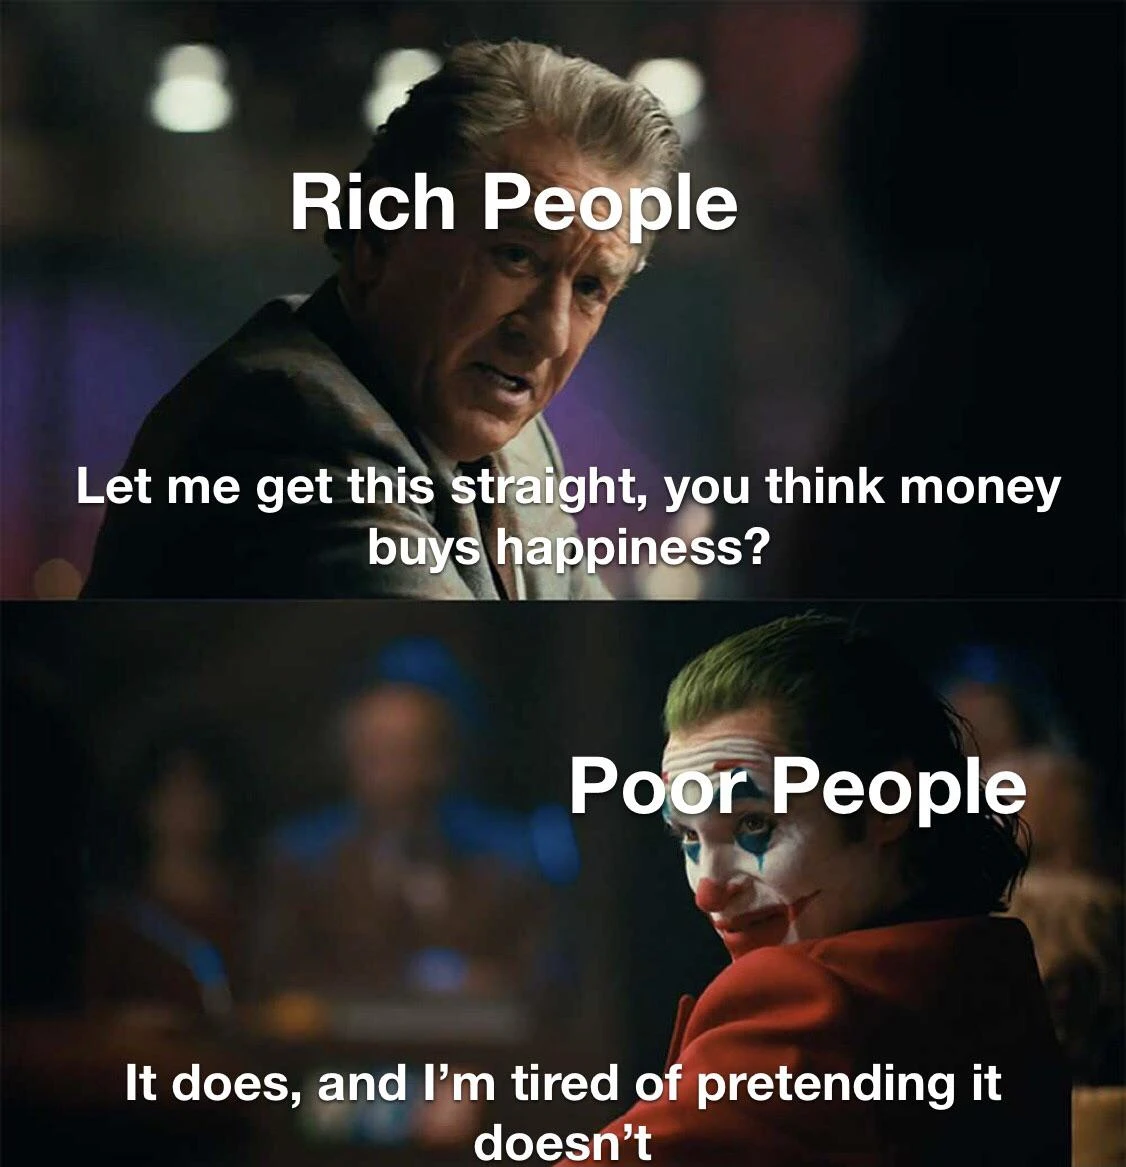 Rich People
Let me get this straight, you think money
buys happiness?
Poor People
It does, and I’m tired of pretending it
doesn’t